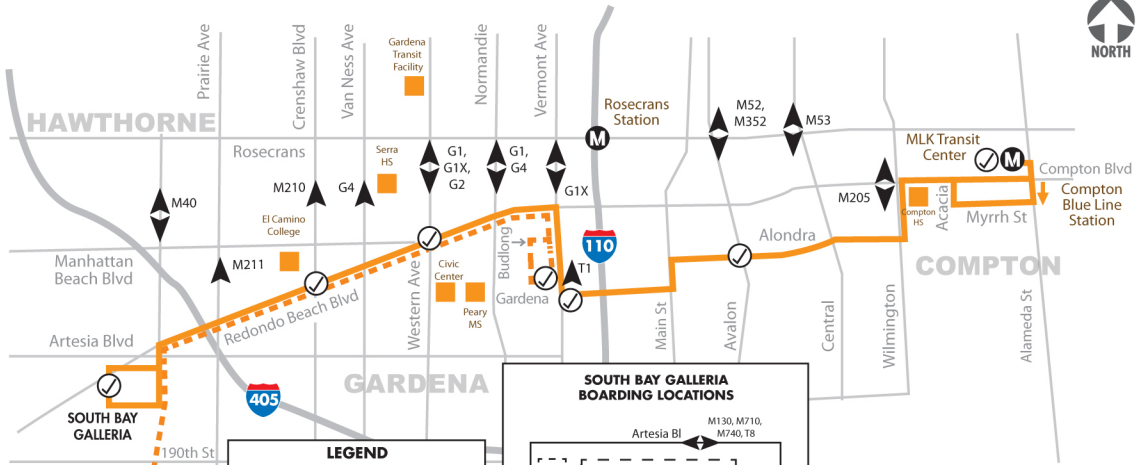 NORTH
Prairie Ave
Crenshaw Blvd
Van Ness Ave
Gardena
Transit
Facility
Normandie
Vermont Ave
HAWTHORNE
Rosecrans
Rosecrans
Station
M
M52,
M352
M53
MLK Transit
Center
M
Compton Blvd
Compton
Blue Line
Station
Serra
HS
G1,
G1X,
G2
G1,
G4
G1X
M40
M210
G4
M205
Compton
HS
Acacia
Myrrh St
El Camino
College
M211
Manhattan
Beach Blvd
Budlong
110
Alondra
COMPTON
Civic
Center
Peary
MS
Gardena
T1
Redondo Beach Blvd
Western Ave
Main St
Avalon
Central
Wilmington
Alameda St
Artesia Blvd
GARDENA
405
SOUTH BAY
GALLERIA
190th St
LEGEND
SOUTH BAY GALLERIA
BOARDING LOCATIONS
Artesia Bl
M130, M710,
M740, T8